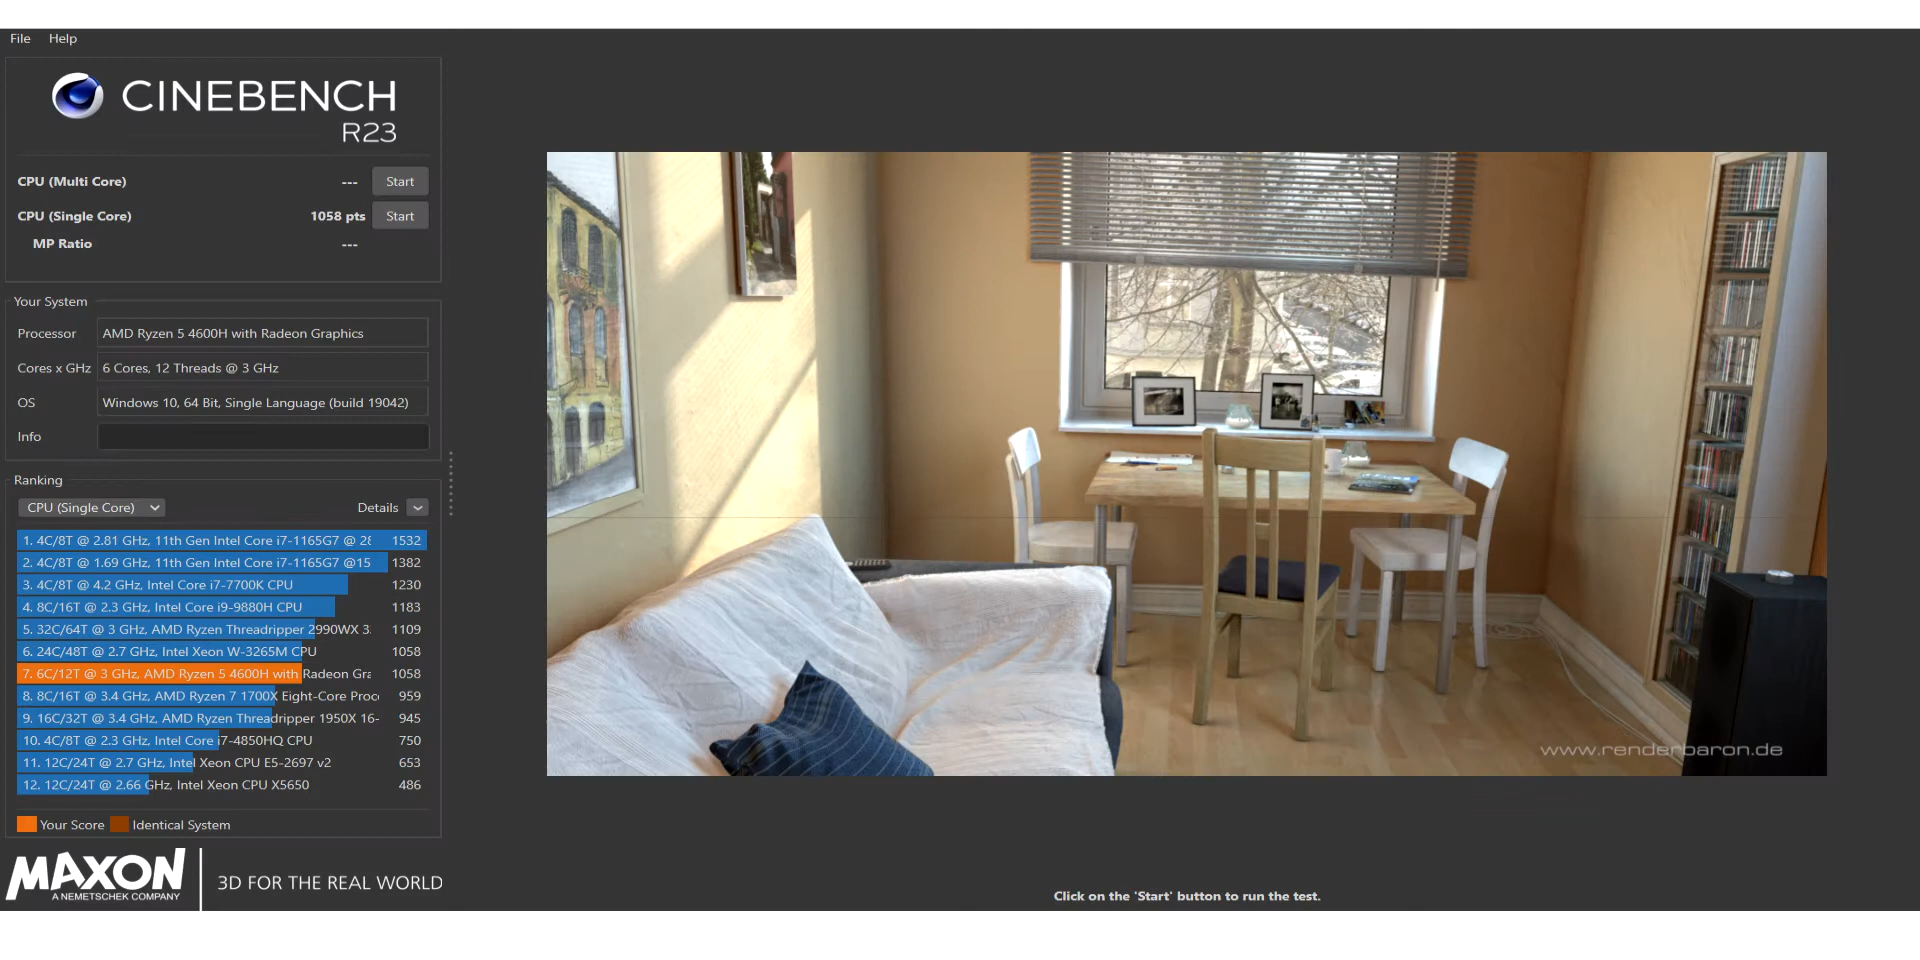 File Help
CINEBENCH
R23
CPU (Multi Core) --- Start
CPU (Single Core) 1058 pts Start
MP Ratio ---
Your System
Processor AMD Ryzen 5 4600H with Radeon Graphics
Cores x GHz 6 Cores, 12 Threads @ 3 GHz
OS Windows 10, 64 Bit, Single Language (build 19042)
Info
Ranking
CPU (Single Core) Details
1. 4C/8T @ 2.81 GHz, 11th Gen Intel Core i7-1165G7 @ 28 1532
2. 4C/8T @ 1.69 GHz, 11th Gen Intel Core i7-1165G7 @15 1382
3. 4C/8T @ 4.2 GHz, Intel Core i7-7700K CPU 1230
4. 8C/16T @ 2.3 GHz, Intel Core i9-9880H CPU 1183
5. 32C/64T @ 3 GHz, AMD Ryzen Threadripper 2990WX 3. 1109
6. 24C/48T @ 2.7 GHz, Intel Xeon W-3265M CPU 1058
7. 6C/12T @ 3 GHz, AMD Ryzen 5 4600H with Radeon Gra 1058
8. 8C/16T @ 3.4 GHz, AMD Ryzen 7 1700X Eight-Core Proc 959
9. 16C/32T @ 3.4 GHz, AMD Ryzen Threadripper 1950X 16- 945
10. 4C/8T @ 2.3 GHz, Intel Core i7-4850HQ CPU 750
11. 12C/24T @ 2.7 GHz, Intel Xeon CPU E5-2697 v2 653
12. 12C/24T @ 2.66 GHz, Intel Xeon CPU X5650 486
Your Score Identical System
MAXON
A NEMETSCHEK COMPANY
3D FOR THE REAL WORLD
www.renderbaron.de
Click on the 'Start' button to run the test.